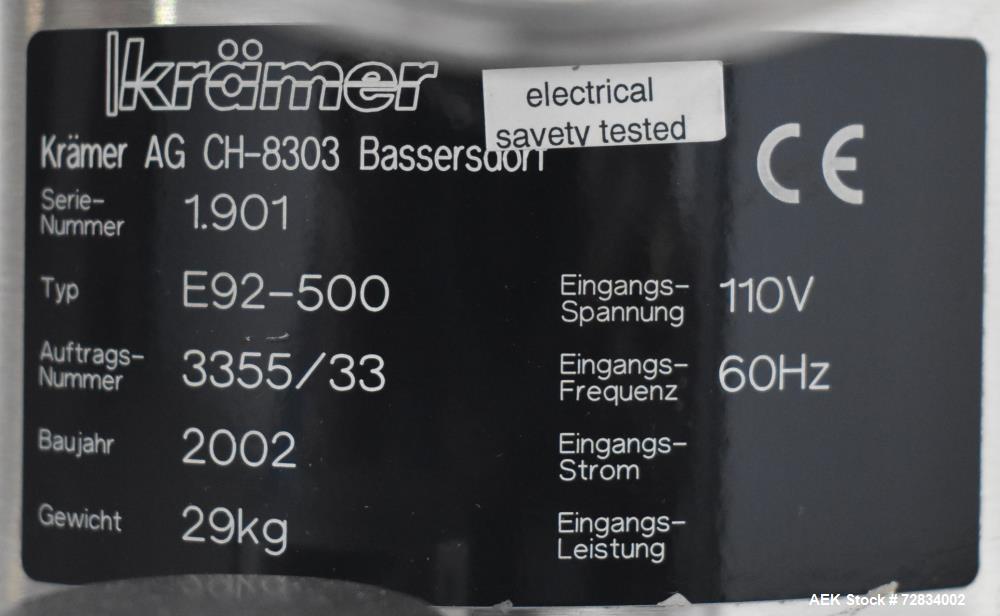 krämer
electrical
savety tested
Krämer AG CH-8303 Bassersdorf
CE
Serie-
Nummer
1.901
Typ
E92-500
Auftrags-
Nummer
3355/33
Baujahr
2002
Gewicht
29kg
Eingangs-
Spannung
110V
Eingangs-
Frequenz
60Hz
Eingangs-
Strom
Eingangs-
Leistung
AEK Stock # 72834002